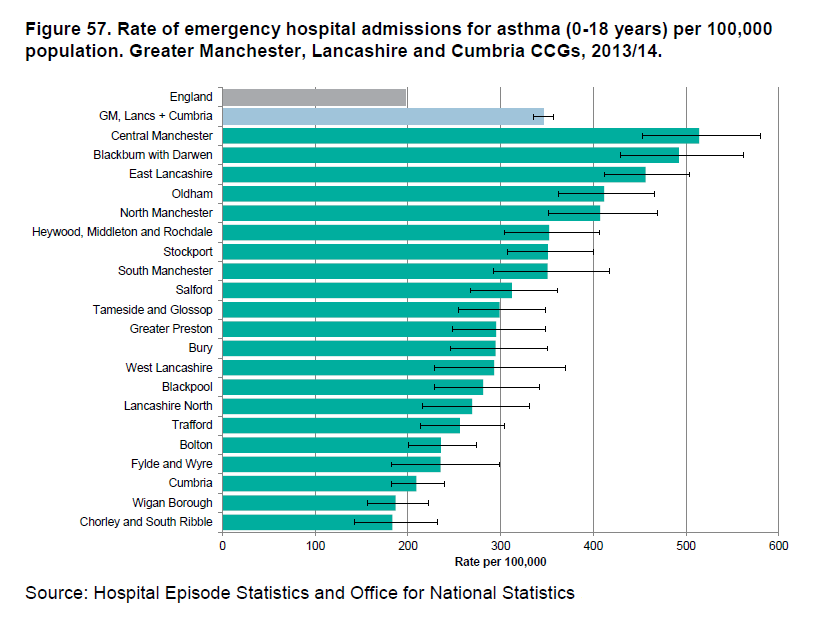 Figure 57. Rate of emergency hospital admissions for asthma (0-18 years) per 100,000
population. Greater Manchester, Lancashire and Cumbria CCGs, 2013/14.
England
GM, Lancs + Cumbria
Central Manchester
Blackburn with Darwen
East Lancashire
Oldham
North Manchester
Heywood, Middleton and Rochdale
Stockport
South Manchester
Salford
Tameside and Glossop
Greater Preston
Bury
West Lancashire
Blackpool
Lancashire North
Trafford
Bolton
Fylde and Wyre
Cumbria
Wigan Borough
Chorley and South Ribble
0 100 200 300 400 500 600
Rate per 100,000
Source: Hospital Episode Statistics and Office for National Statistics